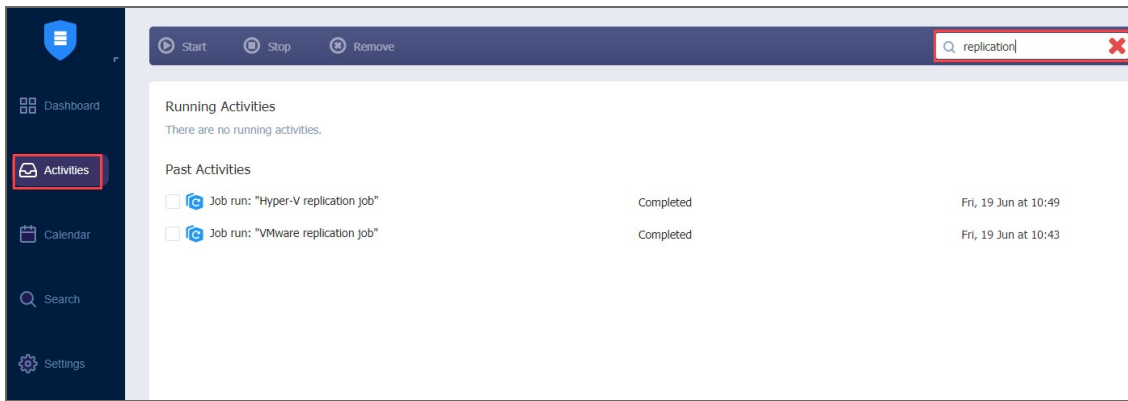 Start Stop Remove replication
Dashboard
Activities
Calendar
Search
Settings
Running Activities
There are no running activities.
Past Activities
Job run: "Hyper-V replication job" Completed Fri, 19 Jun at 10:49
Job run: "VMware replication job" Completed Fri, 19 Jun at 10:43